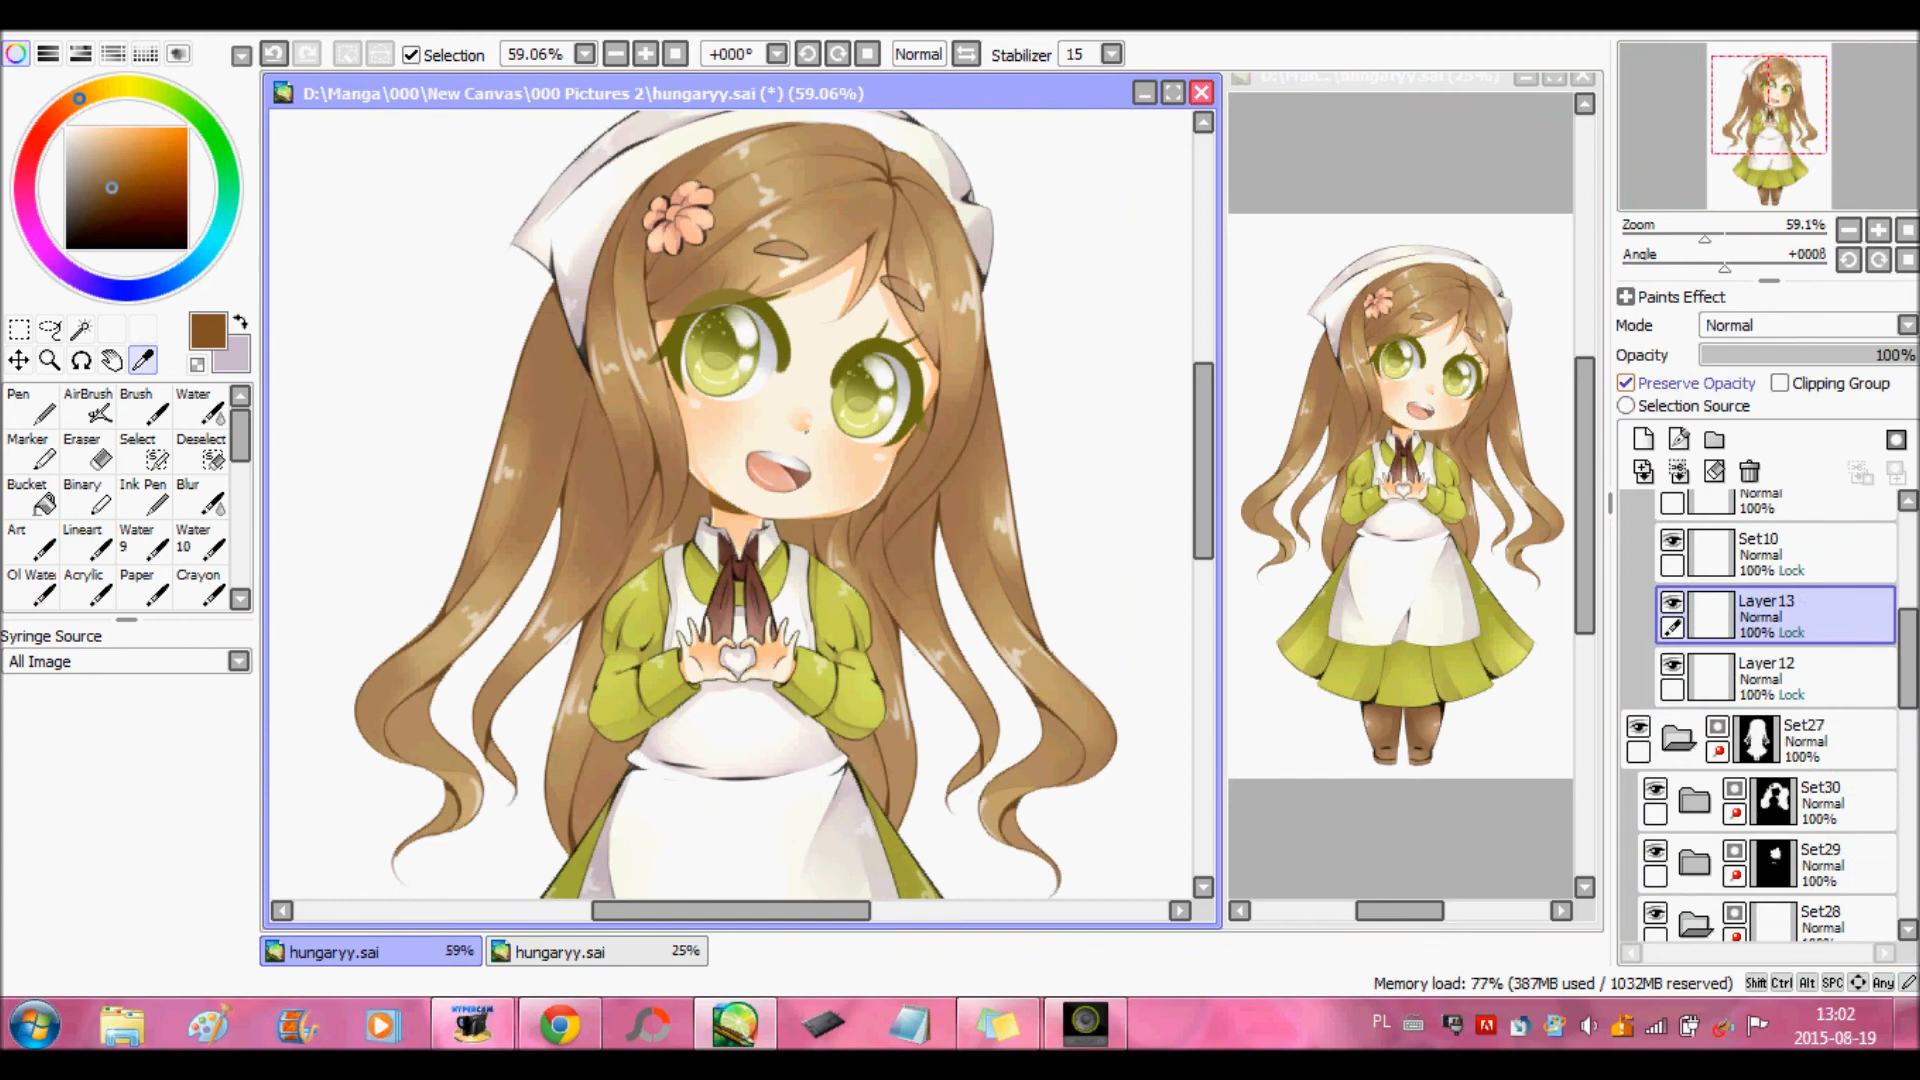 Selection
59.06%
+000°
Normal
Stabilizer
15
D:\Manga\000\New Canvas\000 Pictures 2\hungaryy.sai (*) (59.06%)
Zoom
59.1%
Angle
Paints Effect
Mode
Normal
Opacity
100%
Preserve Opacity
Clipping Group
Selection Source
Pen
AirBrush
Brush
Water
Marker
Eraser
Select
Deselect
Bucket
Binary
Ink Pen
Blur
Art
Lineart
Water 9
Water 10
Ol Wate
Acrylic
Paper
Crayon
Syringe Source
All Image
Normal
100%
Set10
Normal
100% Lock
Layer13
Normal
100% Lock
Layer12
Normal
100% Lock
Set27
Normal
100%
Set30
Normal
100%
Set29
Normal
100%
Set28
Normal
hungaryy.sai 59%
hungaryy.sai 25%
Memory load: 77% (387MB used / 1032MB reserved)
Shift Ctrl Alt SPC Any
HYPERCAM
PL
13:02
2015-08-19